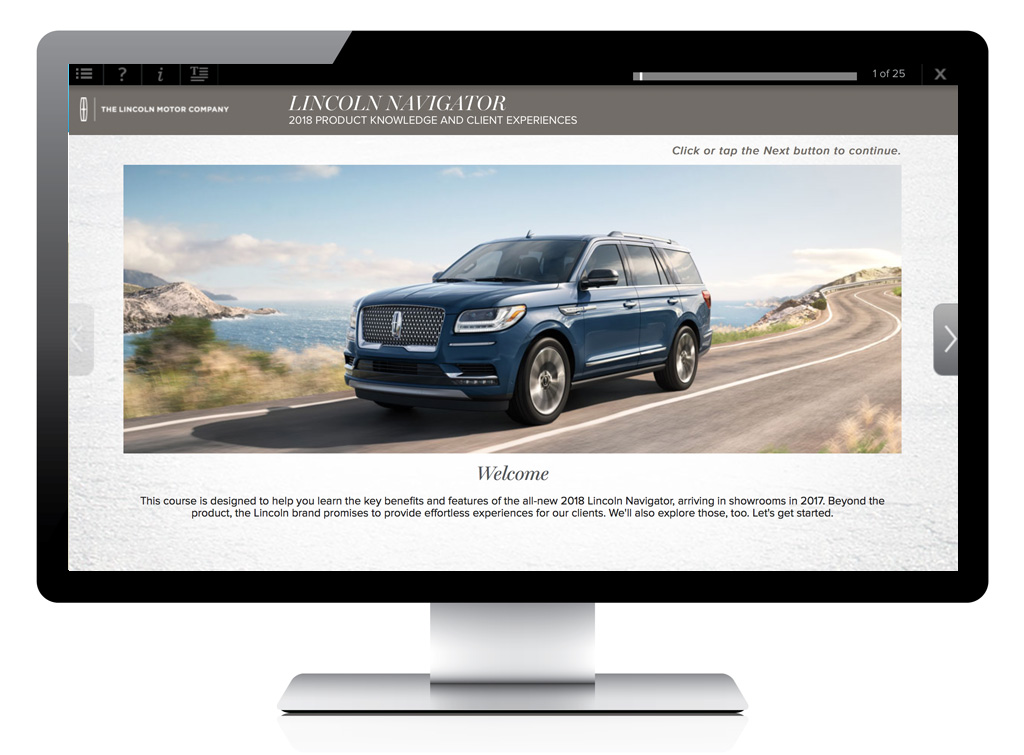 ? i T 1 of 25 X
THE LINCOLN MOTOR COMPANY
LINCOLN NAVIGATOR
2018 PRODUCT KNOWLEDGE AND CLIENT EXPERIENCES
Click or tap the Next button to continue.
Welcome
This course is designed to help you learn the key benefits and features of the all-new 2018 Lincoln Navigator, arriving in showrooms in 2017. Beyond the
product, the Lincoln brand promises to provide effortless experiences for our clients. We'll also explore those, too. Let's get started.